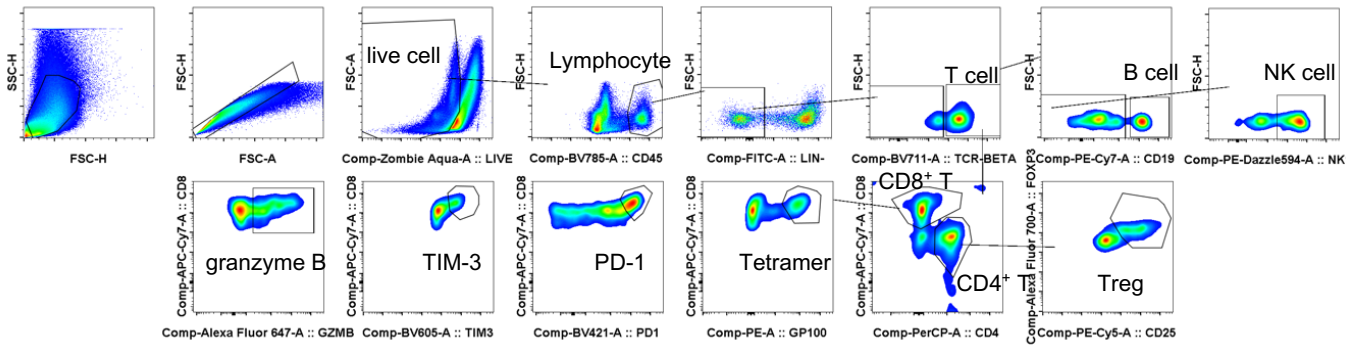 SSC-H
FSC-H
FSC-H
FSC-A
live cell
FSC-A
Comp-Zombie Aqua-A :: LIVE
Lymphocyte
FSC-H
Comp-BV785-A :: CD45
FSC-H
Comp-FITC-A :: LIN-
T cell
FSC-H
Comp-BV711-A :: TCR-BETA
B cell
FSC-H
Comp-PE-Cy7-A :: CD19
NK cell
FSC-H
Comp-PE-Dazzle594-A :: NK
granzyme B
Comp-APC-Cy7-A :: CD8
Comp-Alexa Fluor 647-A :: GZMB
TIM-3
Comp-APC-Cy7-A :: CD8
Comp-BV605-A :: TIM3
PD-1
Comp-APC-Cy7-A :: CD8
Comp-BV421-A :: PD1
Tetramer
Comp-APC-Cy7-A :: CD8
Comp-PE-A :: GP100
CD8⁺ T
CD4⁺ T
Comp-APC-Cy7-A :: CD8
Comp-PerCP-A :: CD4
Treg
Comp-Alexa Fluor 700-A :: FOXP3
Comp-PE-Cy5-A :: CD25